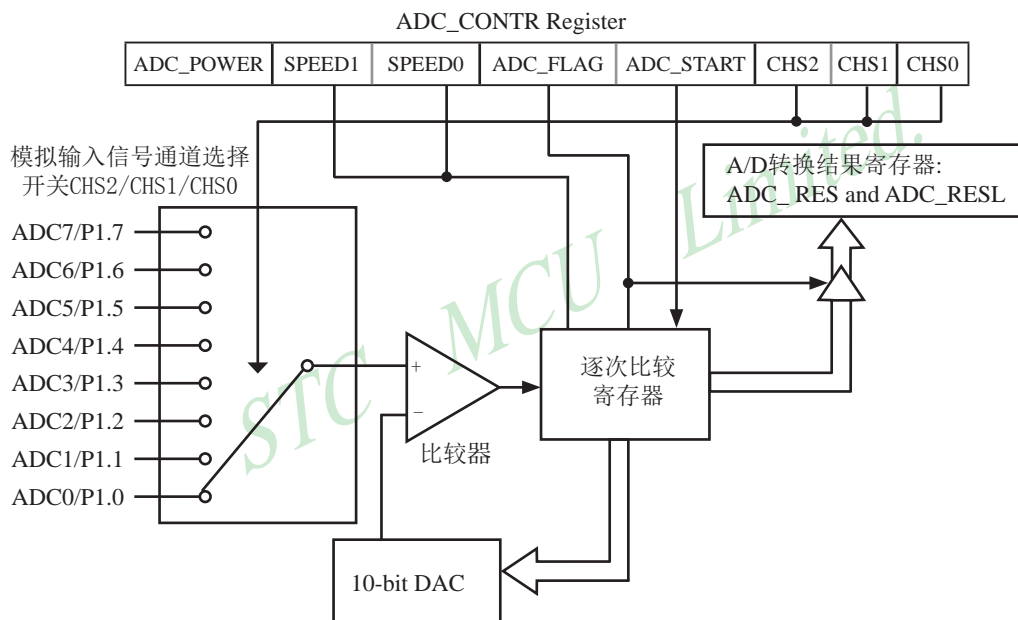 ADC_CONTR Register
ADC_POWER SPEED1 SPEED0 ADC_FLAG ADC_START CHS2 CHS1 CHS0
模拟输入信号通道选择
开关CHS2/CHS1/CHS0
A/D转换结果寄存器:
ADC_ RES and ADC_RESL
ADC7/P1.7
ADC6/P1.6
ADC5/P1.5
ADC4/P1.4
ADC3/P1.3
ADC2/P1.2
ADC1/P1.1
ADC0/P1.0
+
−
比较器
逐次比较
寄存器
10-bit DAC
STC MCU Limited.